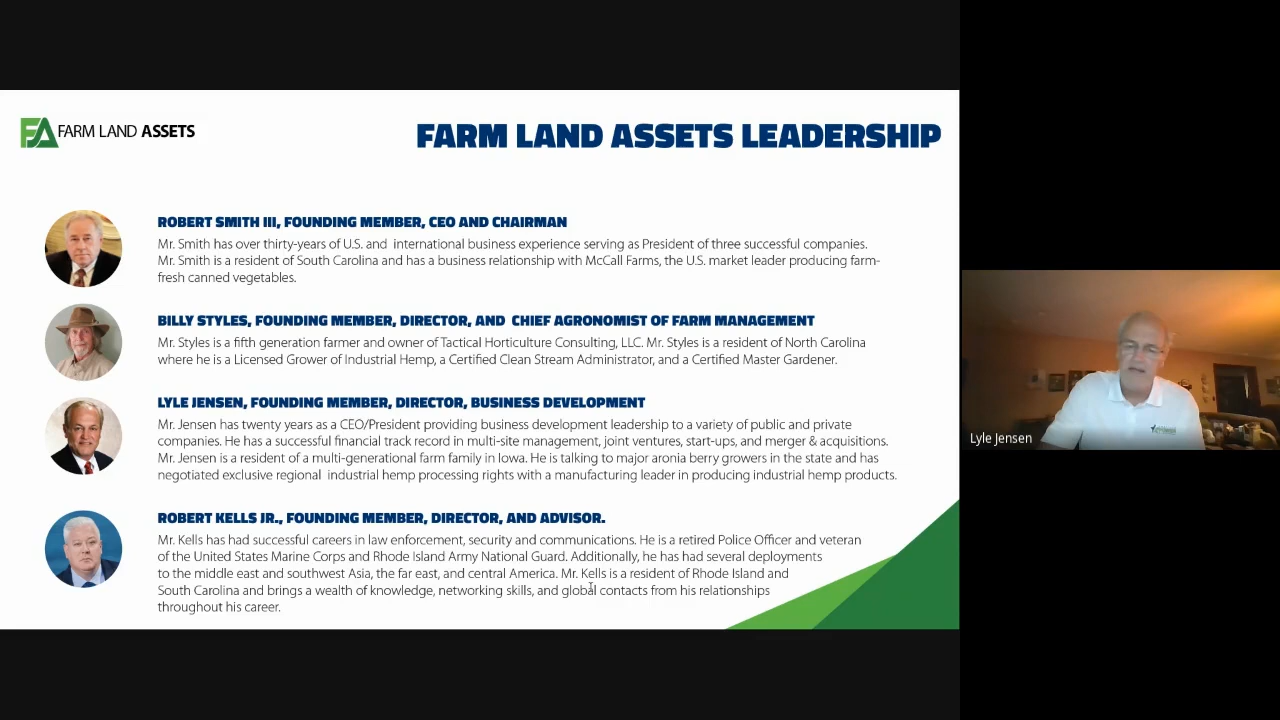 FA FARM LAND ASSETS
FARM LAND ASSETS LEADERSHIP
ROBERT SMITH III, FOUNDING MEMBER, CEO AND CHAIRMAN
Mr. Smith has over thirty-years of U.S. and international business experience serving as President of three successful companies.
Mr. Smith is a resident of South Carolina and has a business relationship with McCall Farms, the U.S. market leader producing farm-
fresh canned vegetables.
BILLY STYLES, FOUNDING MEMBER, DIRECTOR, AND CHIEF AGRONOMIST OF FARM MANAGEMENT
Mr. Styles is a fifth generation farmer and owner of Tactical Horticulture Consulting, LLC. Mr. Styles is a resident of North Carolina
where he is a Licensed Grower of Industrial Hemp, a Certified Clean Stream Administrator, and a Certified Master Gardener.
LYLE JENSEN, FOUNDING MEMBER, DIRECTOR, BUSINESS DEVELOPMENT
Mr. Jensen has twenty years as a CEO/President providing business development leadership to a variety of public and private
companies. He has a successful financial track record in multi-site management, joint ventures, start-ups, and merger & acquisitions.
Mr. Jensen is a resident of a multi-generational farm family in Iowa. He is talking to major aronia berry growers in the state and has
negotiated exclusive regional industrial hemp processing rights with a manufacturing leader in producing industrial hemp products.
ROBERT KELLS JR., FOUNDING MEMBER, DIRECTOR, AND ADVISOR.
Mr. Kells has had successful careers in law enforcement, security and communications. He is a retired Police Officer and veteran
of the United States Marine Corps and Rhode Island Army National Guard. Additionally, he has had several deployments
to the middle east and southwest Asia, the far east, and central America. Mr. Kells is a resident of Rhode Island and
South Carolina and brings a wealth of knowledge, networking skills, and global contacts from his relationships
throughout his career.
Lyle Jensen